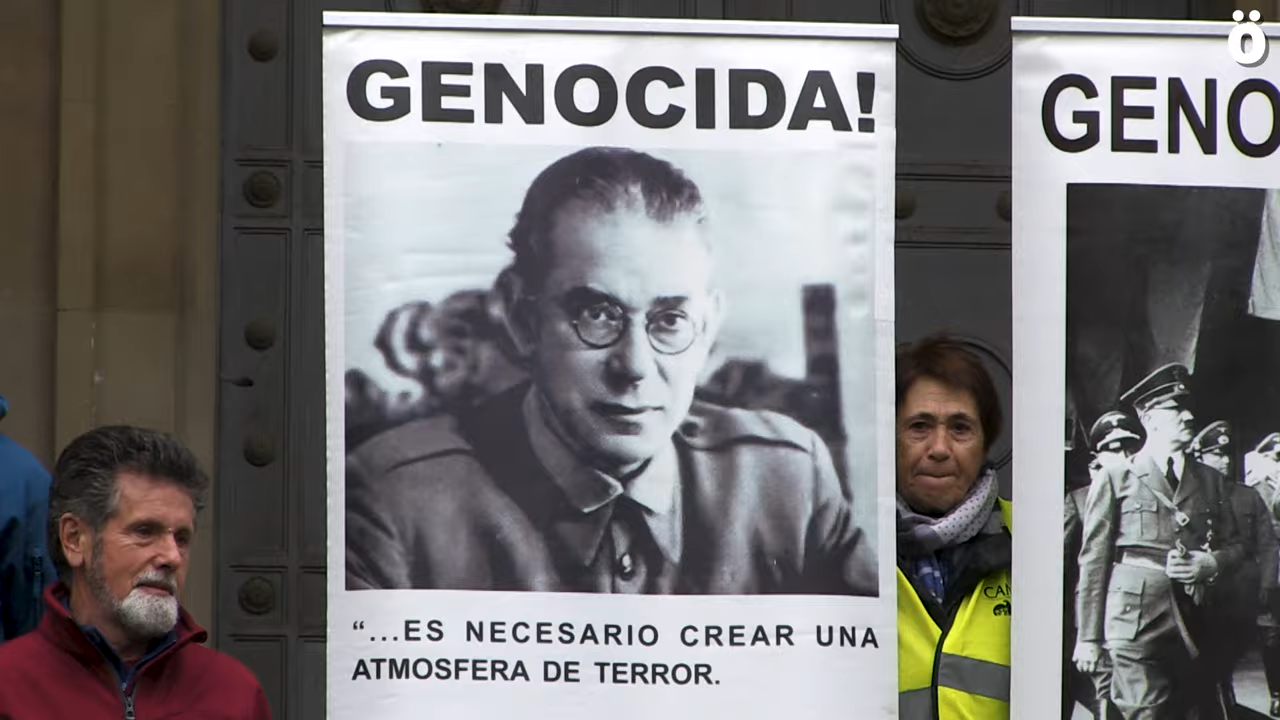 ö
GENOCIDA!
GENO
"...ES NECESARIO CREAR UNA
ATMOSFERA DE TERROR.